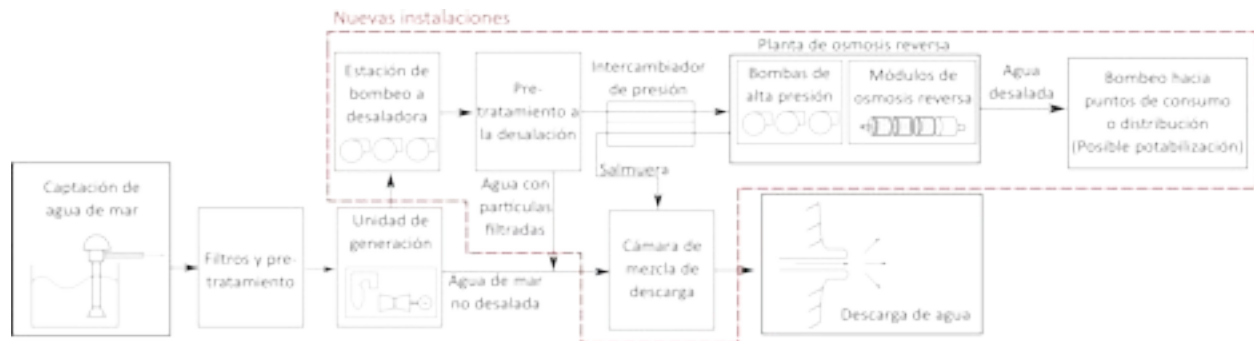 Nuevas instalaciones
Estación de
bombeo a
desaladora
Pre-
tratamiento a
la desalación
Intercambiador
de presión
Planta de osmosis reversa
Bombas de
alta presión
Módulos de
osmosis reversa
Agua
desalada
Bombeo hacia
puntos de consumo
o distribución
(Posible potabilización)
Captación de
agua de mar
Filtros y pre-
tratamiento
Unidad de
generación
Agua con
partículas
filtradas
Salmuera
Agua de mar
no desalada
Cámara de
mezcla de
descarga
Descarga de agua